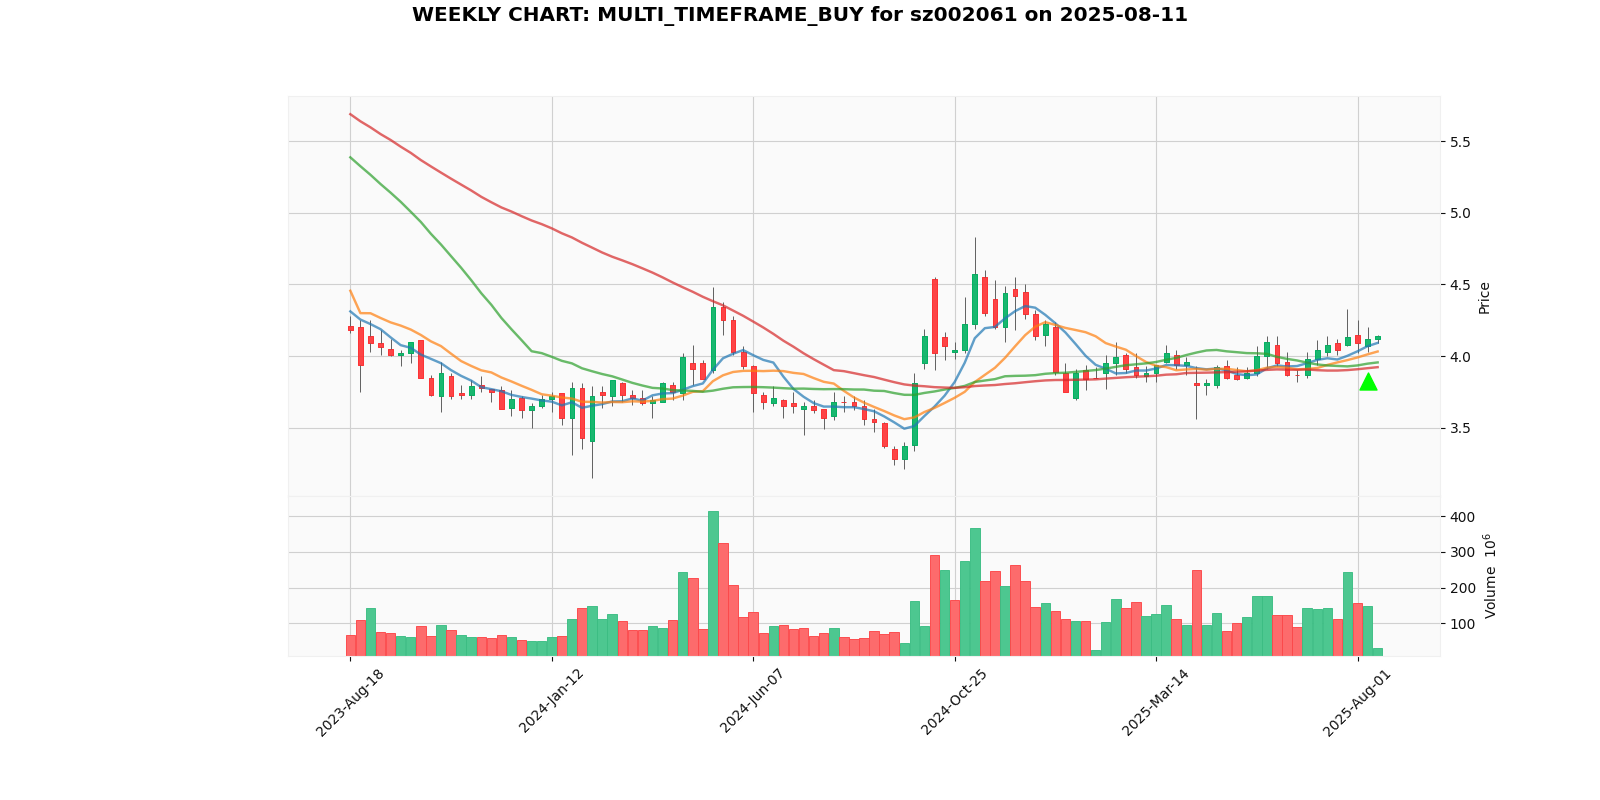 WEEKLY CHART: MULTI_TIMEFRAME_BUY for sz002061 on 2025-08-11
5.5
5.0
4.5
4.0
3.5
Price
400
300
200
100
Volume 10⁶
2023-Aug-18
2024-Jan-12
2024-Jun-07
2024-Oct-25
2025-Mar-14
2025-Aug-01